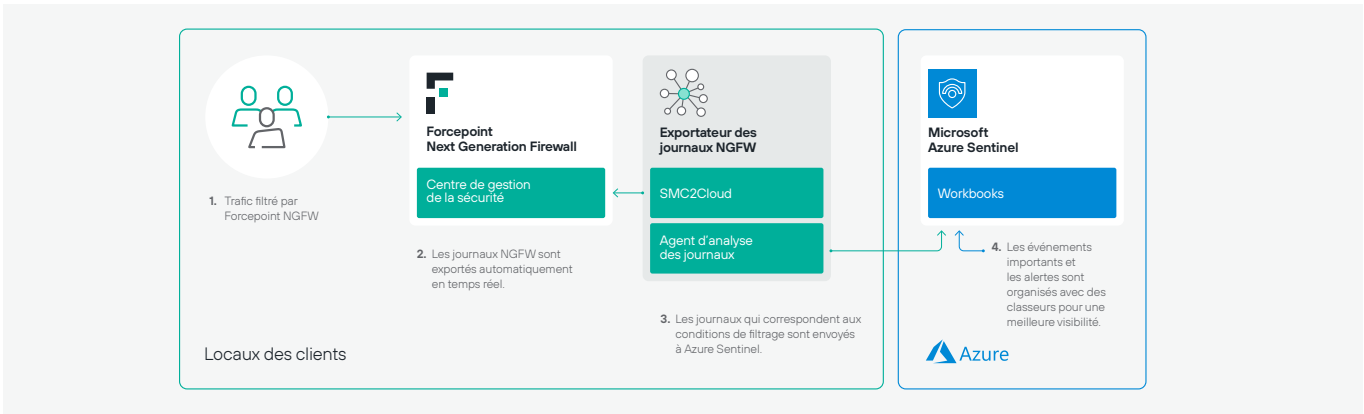 Forcepoint
Next Generation Firewall
Centre de gestion
de la sécurité
Exportateur des
journaux NGFW
SMC2Cloud
Agent d'analyse
des journaux
Microsoft
Azure Sentinel
Workbooks
1. Trafic filtré par
Forcepoint NGFW
2. Les journaux NGFW sont
exportés automatiquement
en temps réel.
3. Les journaux qui correspondent aux
conditions de filtrage sont envoyés
à Azure Sentinel.
4. Les événements
importants et
les alertes sont
organisés avec des
classeurs pour une
meilleure visibilité.
Locaux des clients
Azure